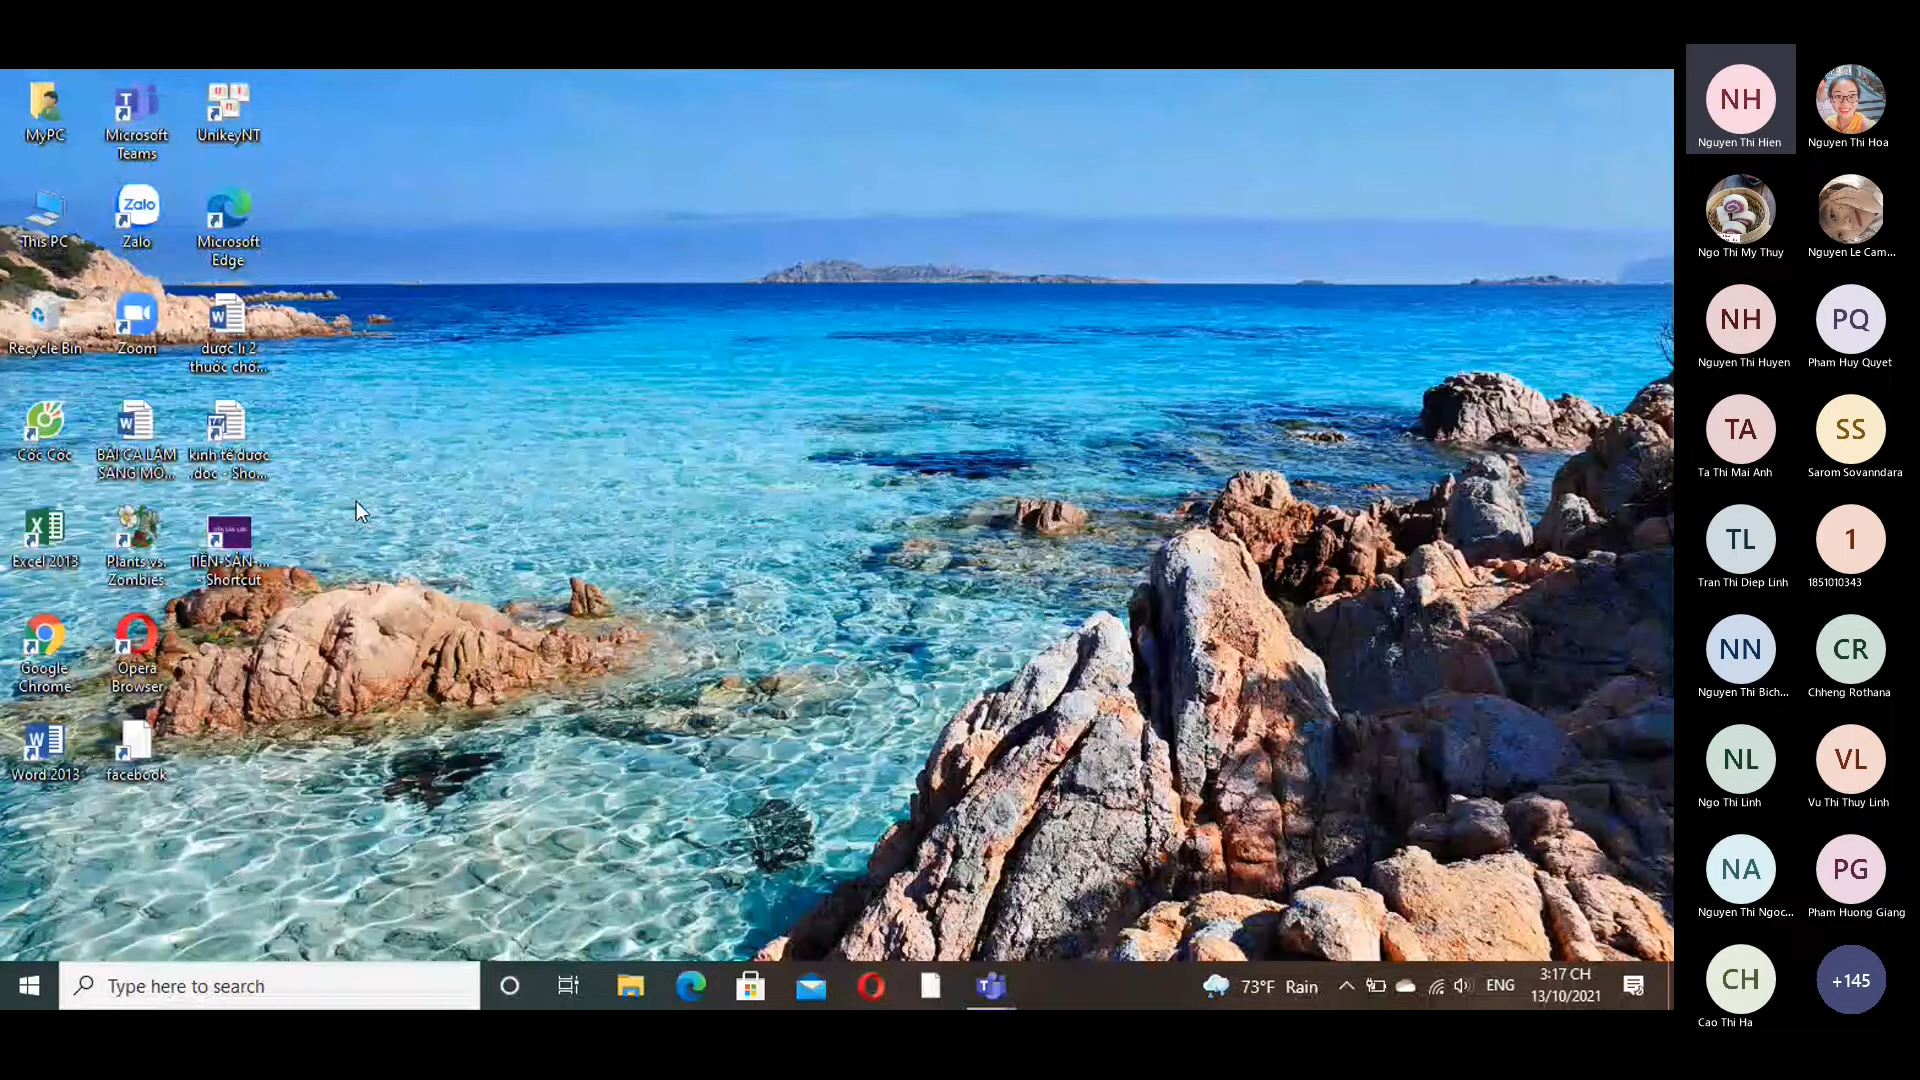 MyPC
Microsoft
Teams
UnikeyNT
This PC
Zalo
Zalo
Microsoft
Edge
Recycle Bin
Zoom
dược lí 2
thuốc chố...
Cốc Cốc
BÀI CA LÂM
SÀNG MÔ...
kinh tế dược
.doc - Sho...
Excel 2013
Plants vs.
Zombies
TIỀN-SẢN-...
- Shortcut
Google
Chrome
Opera
Browser
Word 2013
facebook
Type here to search
73°F Rain
ENG
3:17 CH
13/10/2021
NH
Nguyen Thi Hien
Nguyen Thi Hoa
Ngo Thi My Thuy
Nguyen Le Cam...
NH
Nguyen Thi Huyen
PQ
Pham Huy Quyet
TA
Ta Thi Mai Anh
SS
Sarom Sovanndara
TL
Tran Thi Diep Linh
1
1851010343
NN
Nguyen Thi Bich...
CR
Chheng Rothana
NL
Ngo Thi Linh
VL
Vu Thi Thuy Linh
NA
Nguyen Thi Ngoc...
PG
Pham Huong Giang
CH
Cao Thi Ha
+145